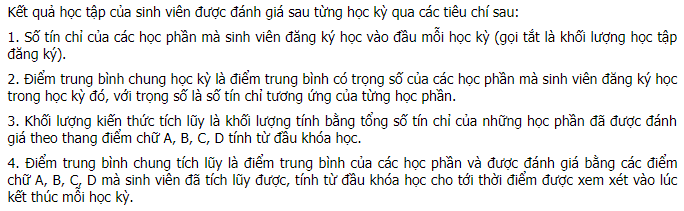 Kết quả học tập của sinh viên được đánh giá sau từng học kỳ qua các tiêu chí sau:
1. Số tín chỉ của các học phần mà sinh viên đăng ký học vào đầu mỗi học kỳ (gọi tắt là khối lượng học tập
đăng ký).
2. Điểm trung bình chung học kỳ là điểm trung bình có trọng số của các học phần mà sinh viên đăng ký học
trong học kỳ đó, với trọng số là số tín chỉ tương ứng của từng học phần.
3. Khối lượng kiến thức tích lũy là khối lượng tính bằng tổng số tín chỉ của những học phần đã được đánh
giá theo thang điểm chữ A, B, C, D tính từ đầu khóa học.
4. Điểm trung bình chung tích lũy là điểm trung bình của các học phần và được đánh giá bằng các điểm
chữ A, B, C, D mà sinh viên đã tích lũy được, tính từ đầu khóa học cho tới thời điểm được xem xét vào lúc
kết thúc mỗi học kỳ.